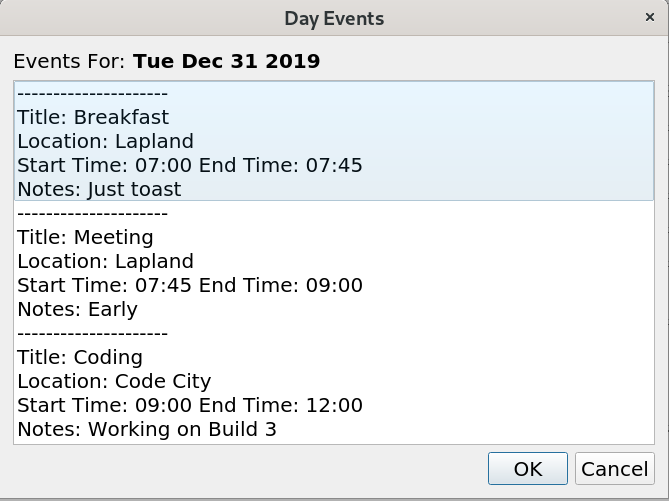 Day Events
×
Events For: Tue Dec 31 2019
---------------------
Title: Breakfast
Location: Lapland
Start Time: 07:00 End Time: 07:45
Notes: Just toast
---------------------
Title: Meeting
Location: Lapland
Start Time: 07:45 End Time: 09:00
Notes: Early
---------------------
Title: Coding
Location: Code City
Start Time: 09:00 End Time: 12:00
Notes: Working on Build 3
OK Cancel